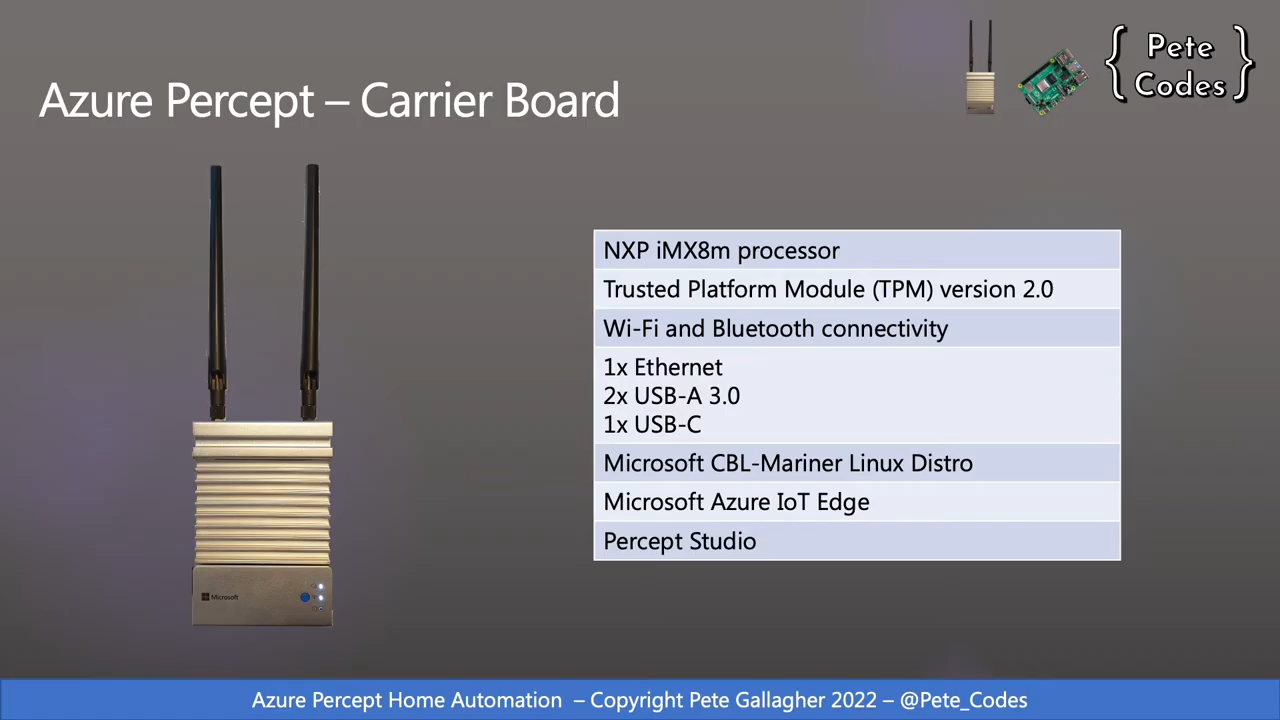 Azure Percept – Carrier Board
{ Pete
Codes }
NXP iMX8m processor
Trusted Platform Module (TPM) version 2.0
Wi-Fi and Bluetooth connectivity
1x Ethernet
2x USB-A 3.0
1x USB-C
Microsoft CBL-Mariner Linux Distro
Microsoft Azure IoT Edge
Percept Studio
Microsoft
Azure Percept Home Automation – Copyright Pete Gallagher 2022 – @Pete_Codes